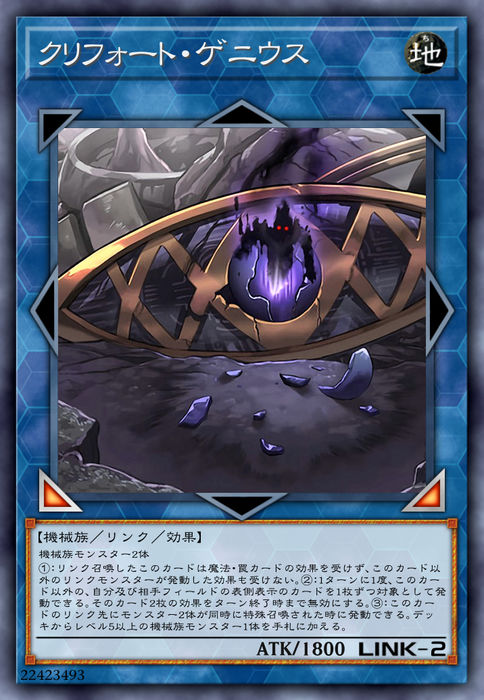 クリフォート・ゲニウス
ち
地
【機械族／リンク／効果】
機械族モンスター2体
①：リンク召喚したこのカードは魔法・罠カードの効果を受けず、このカード以
外のリンクモンスターが発動した効果も受けない。②：1ターンに1度、このカー
ド以外の、自分及び相手フィールドの表側表示のカードを1枚ずつ対象として発
動できる。そのカード2枚の効果をターン終了時まで無効にする。③：このカー
ドのリンク先にモンスター2体が同時に特殊召喚された時に発動できる。デッ
キからレベル5以上の機械族モンスター1体を手札に加える。
ATK/1800 LINK-2
22423493